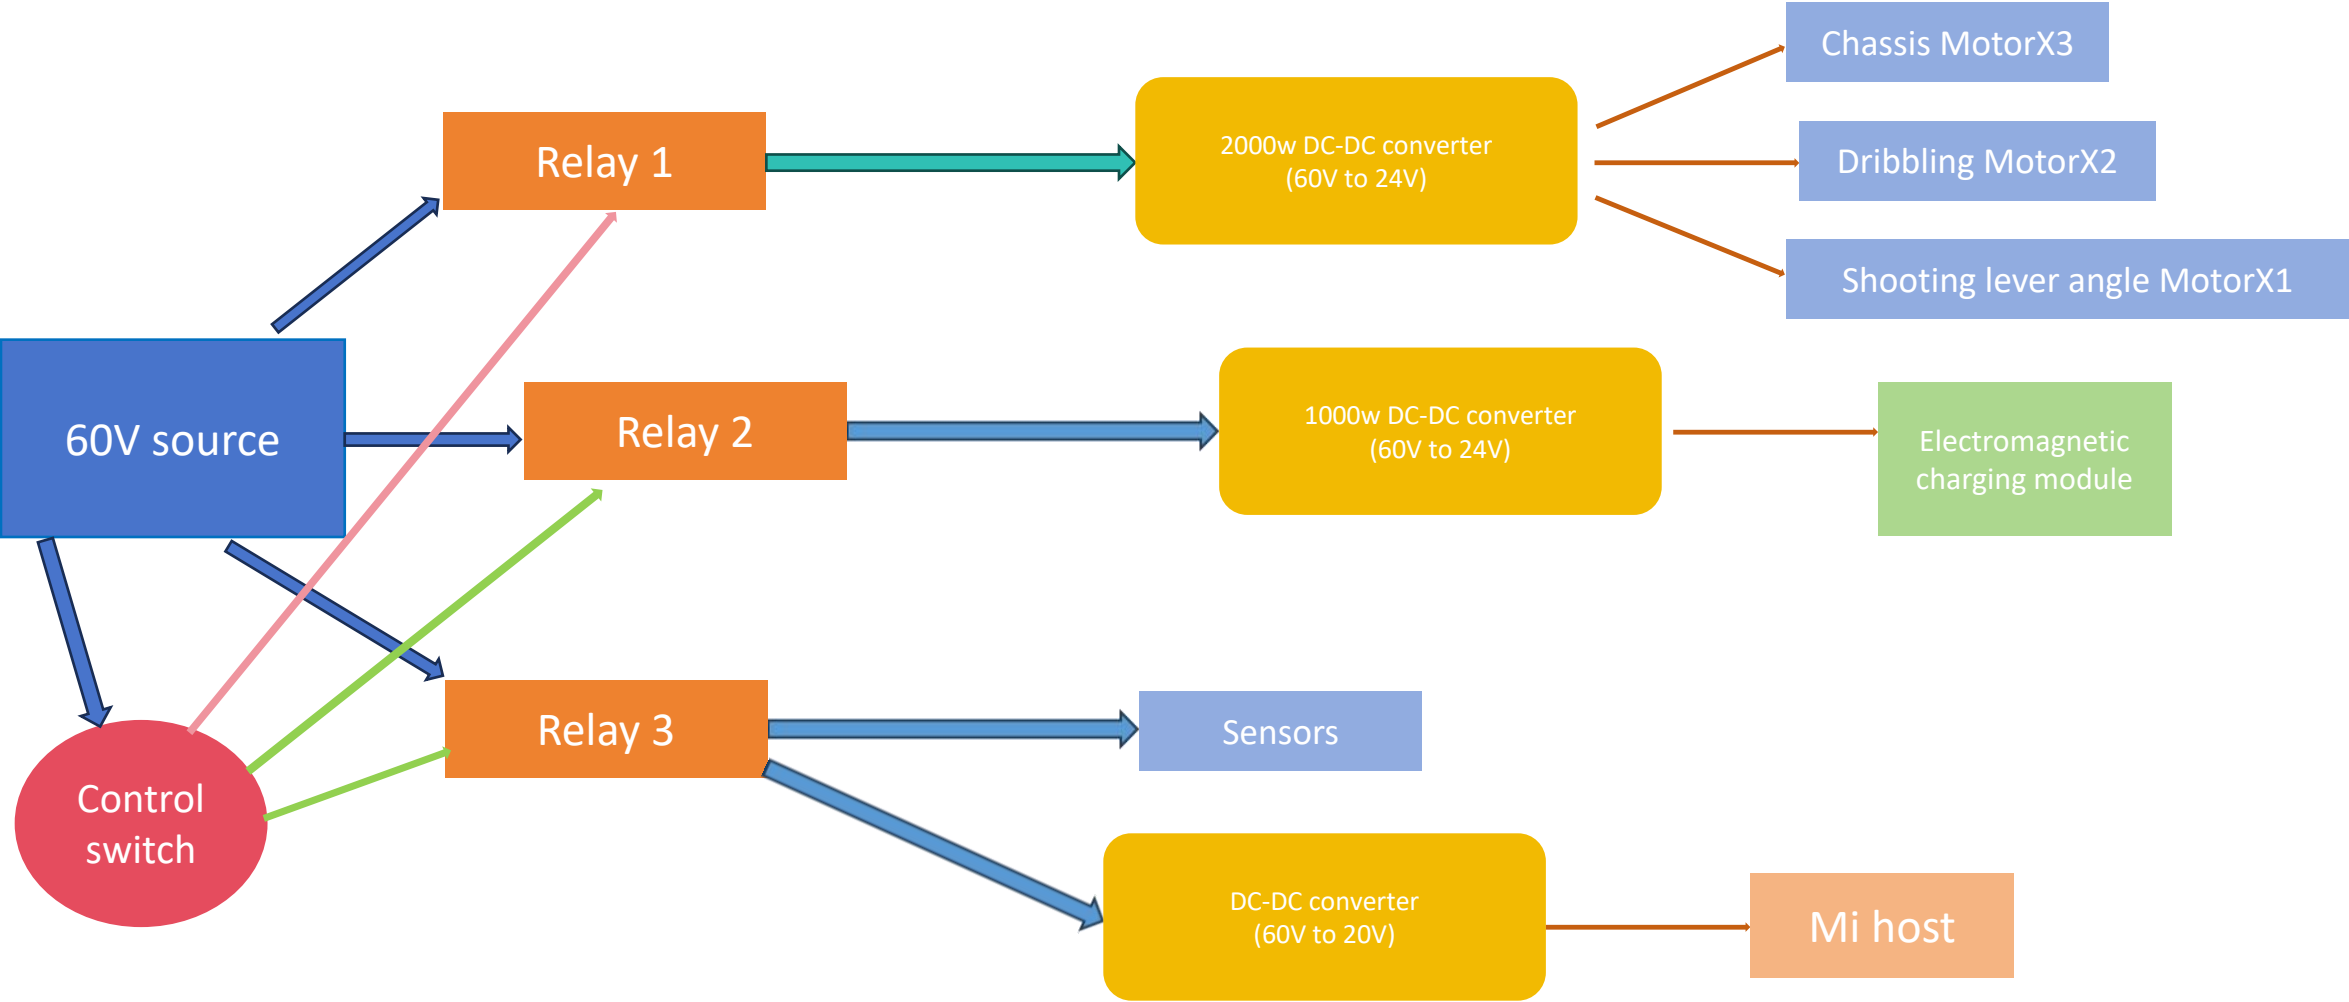 Chassis MotorX3
Relay 1
2000w DC-DC converter
(60V to 24V)
Dribbling MotorX2
Shooting lever angle MotorX1
60V source
Relay 2
1000w DC-DC converter
(60V to 24V)
Electromagnetic
charging module
Relay 3
Sensors
Control
switch
DC-DC converter
(60V to 20V)
Mi host